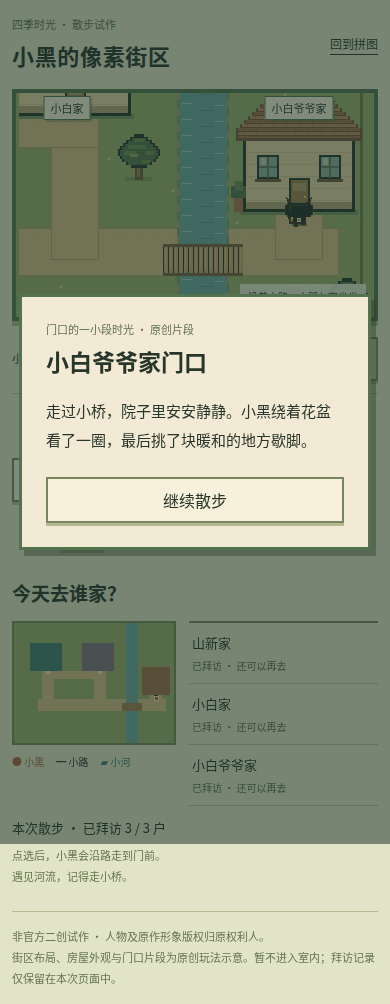 四季时光 · 散步试作
小黑的像素街区
回到拼图
小白家
小白爷爷家
门口的一小段时光 · 原创片段
小白爷爷家门口
走过小桥，院子里安安静静。小黑绕着花盆
看了一圈，最后挑了块暖和的地方歇脚。
继续散步
今天去谁家？
山新家
已拜访 · 还可以再去
小白家
已拜访 · 还可以再去
小白爷爷家
已拜访 · 还可以再去
小黑 小路 小河
本次散步 · 已拜访 3 / 3 户
点选后，小黑会沿路走到门前。
遇见河流，记得走小桥。
非官方二创试作 · 人物及原作形象版权归原权利人。
街区布局、房屋外观与门口片段为原创玩法示意。暂不进入室内；拜访记录
仅保留在本次页面中。